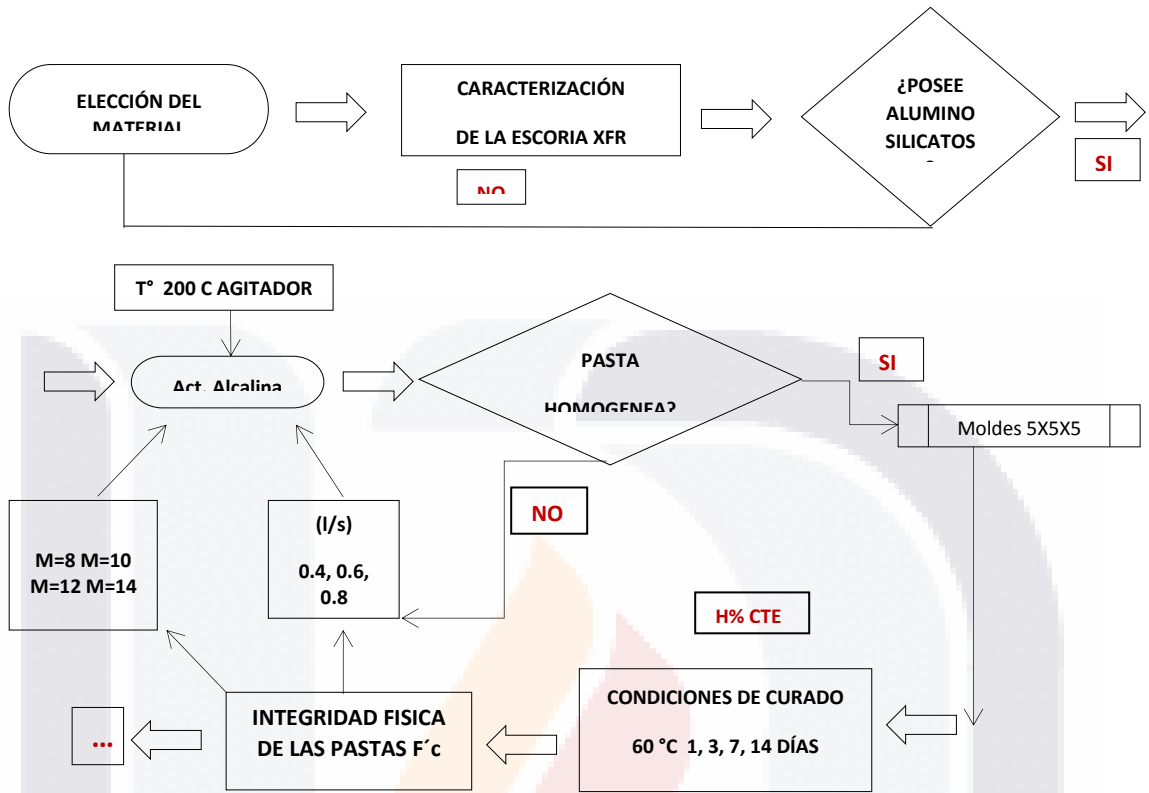 ELECCIÓN DEL
MATERIAL
CARACTERIZACIÓN
DE LA ESCORIA XFR
¿POSEE
ALUMINO
SILICATOS
SI
NO
T° 200 C AGITADOR
Act. Alcalina
PASTA
HOMOGENEA?
SI
Moldes 5X5X5
NO
M=8 M=10
M=12 M=14
(l/s)
0.4, 0.6,
0.8
H% CTE
CONDICIONES DE CURADO
60 °C 1, 3, 7, 14 DÍAS
INTEGRIDAD FISICA
DE LAS PASTAS F´c
...